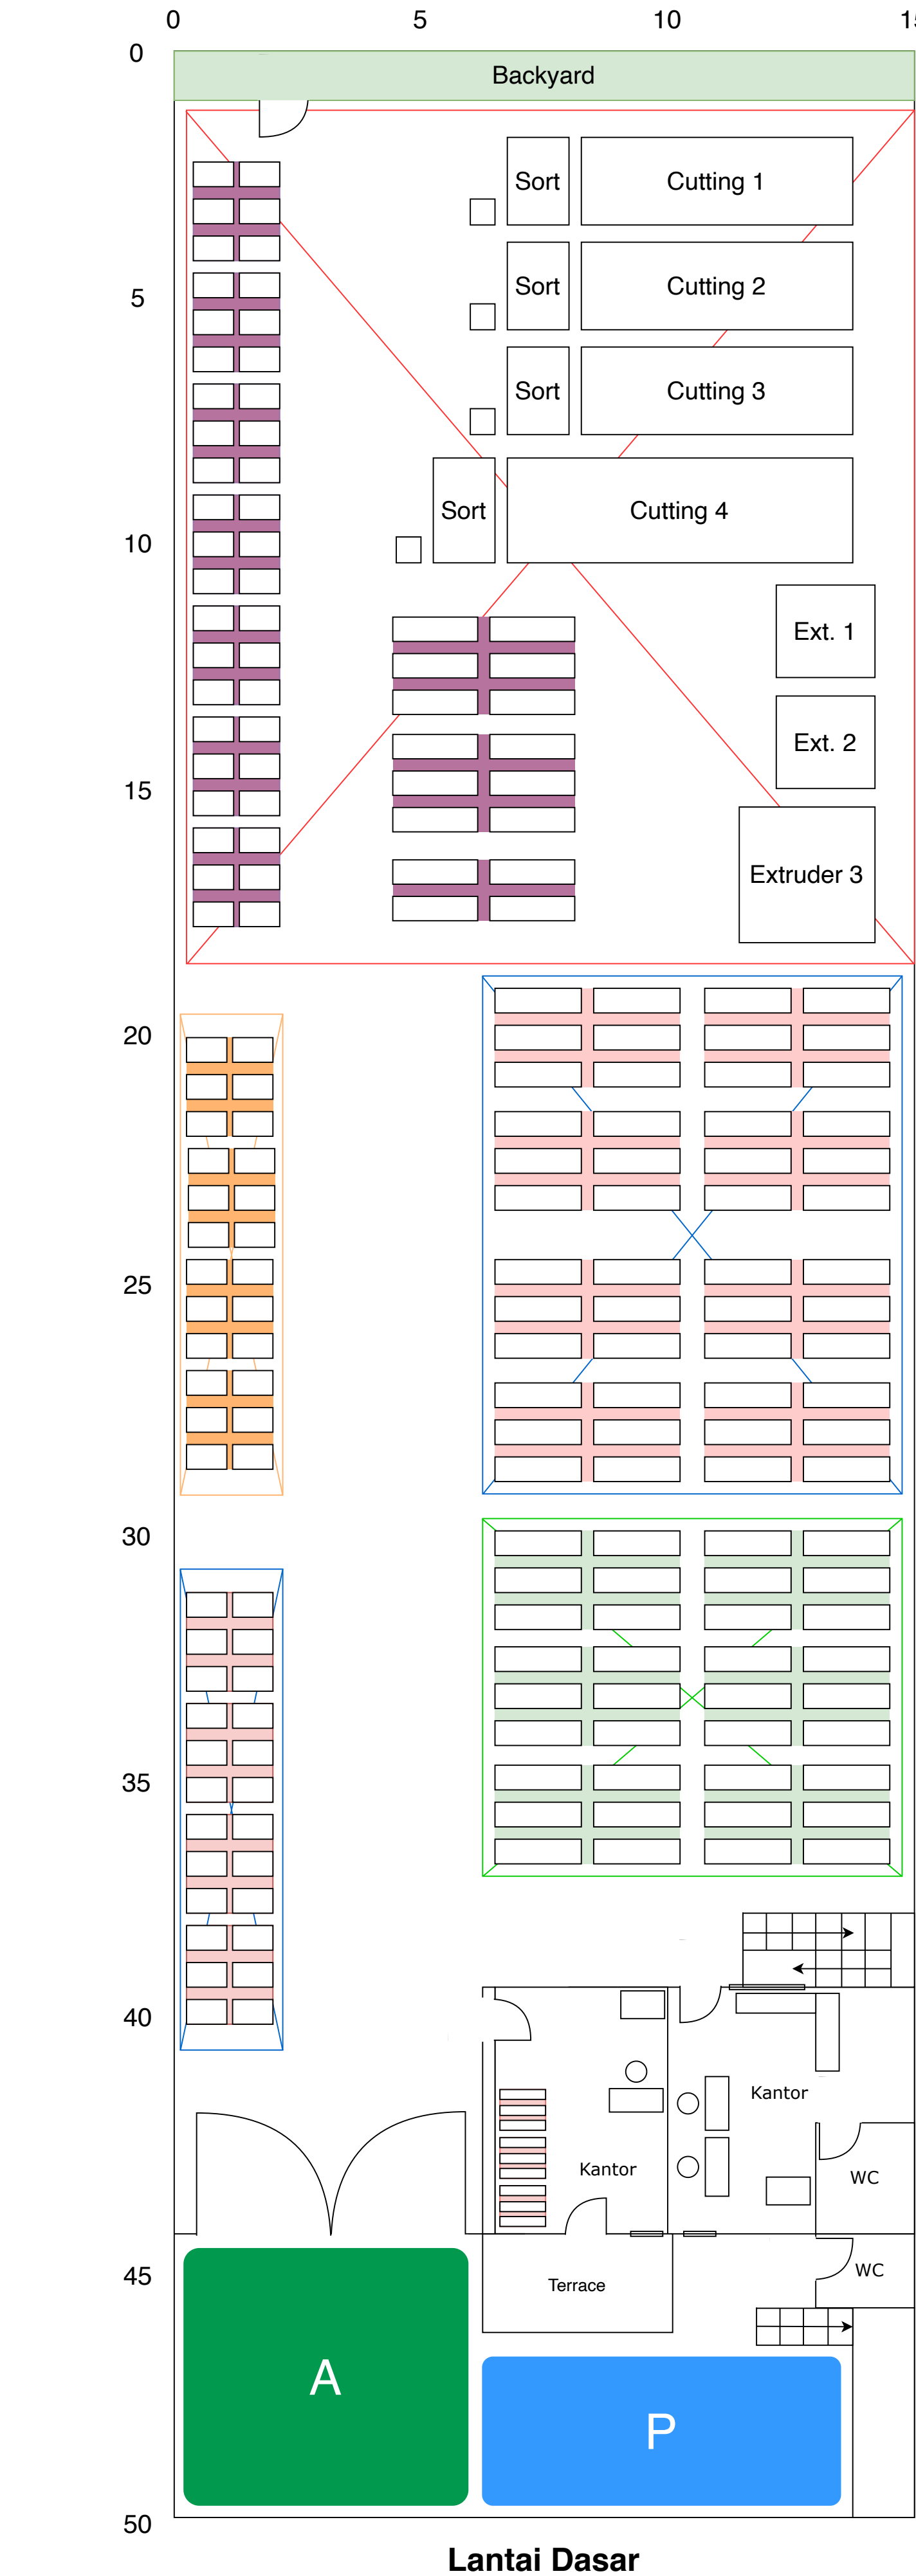 0 5 10 15
0
Backyard
Sort Cutting 1
Sort Cutting 2
5
Sort Cutting 3
Sort Cutting 4
10
Ext. 1
Ext. 2
15
Extruder 3
20
25
30
35
40
Kantor
Kantor
WC
45
WC
Terrace
A
P
50
Lantai Dasar